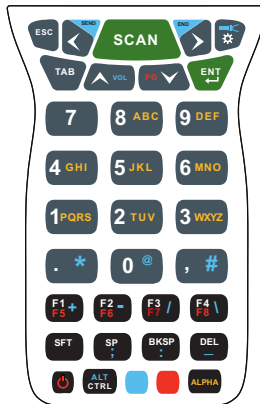 SEND END
ESC SCAN
TAB VOL PG ENT
7 8 ABC 9 DEF
4 GHI 5 JKL 6 MNO
1 PQRS 2 TUV 3 WXYZ
. * 0 @ , #
F1 + F2 - F3 / F4 \
F5 F6 F7 F8
SFT SP ; BKSP : DEL _
ALT
CTRL ALPHA